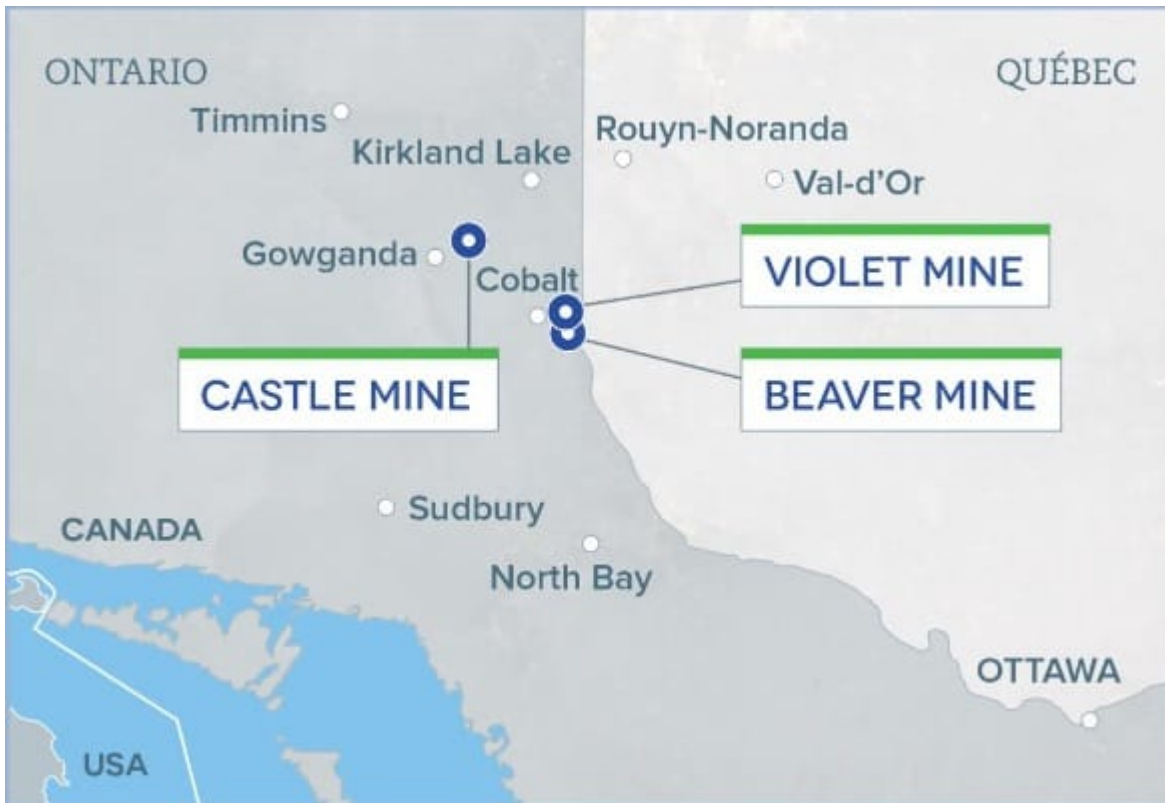 ONTARIO
QUÉBEC
Timmins
Rouyn-Noranda
Kirkland Lake
Val-d'Or
Gowganda
Cobalt
VIOLET MINE
CASTLE MINE
BEAVER MINE
Sudbury
CANADA
North Bay
OTTAWA
USA